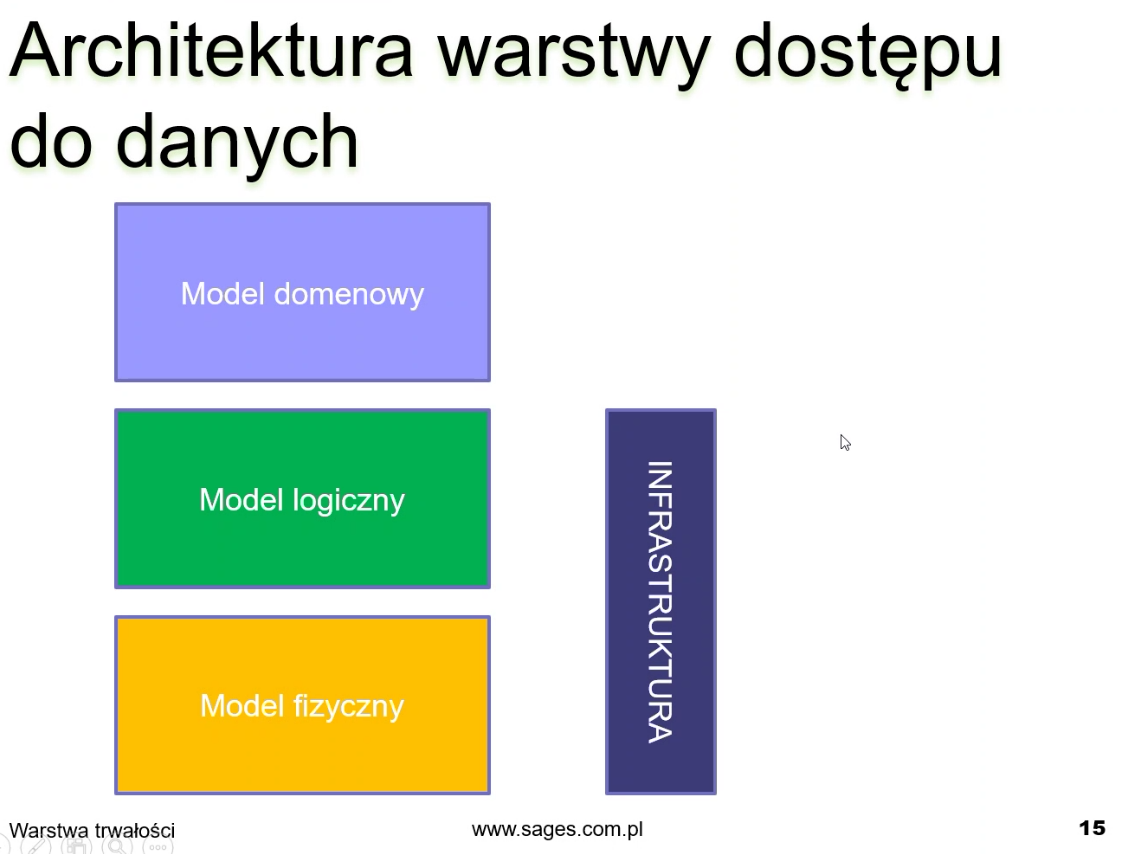 Architektura warstwy dostępu
do danych
Model domenowy
Model logiczny
INFRASTRUKTURA
Model fizyczny
Warstwa trwałości
www.sages.com.pl
15